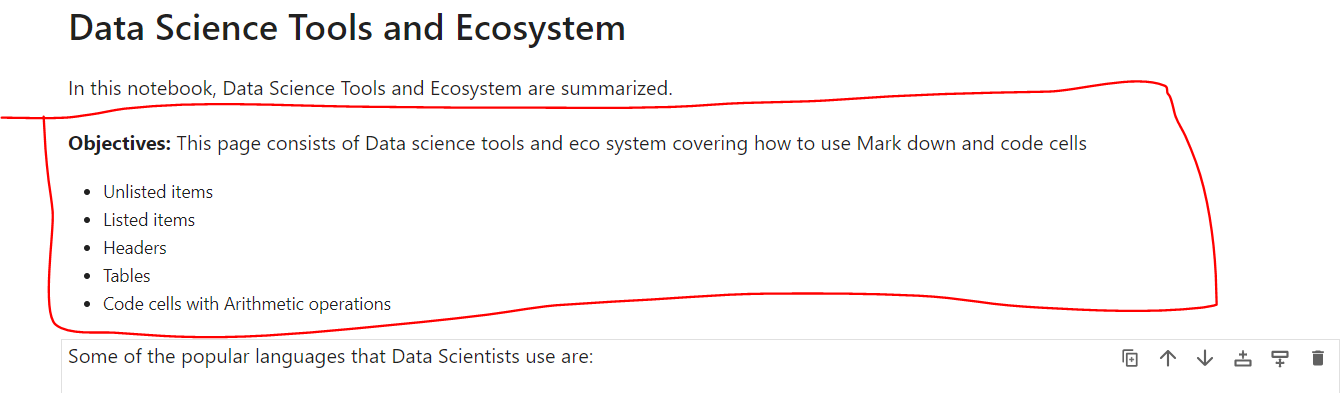 Data Science Tools and Ecosystem
In this notebook, Data Science Tools and Ecosystem are summarized.
Objectives: This page consists of Data science tools and eco system covering how to use Mark down and code cells
• Unlisted items
• Listed items
• Headers
• Tables
• Code cells with Arithmetic operations
Some of the popular languages that Data Scientists use are: